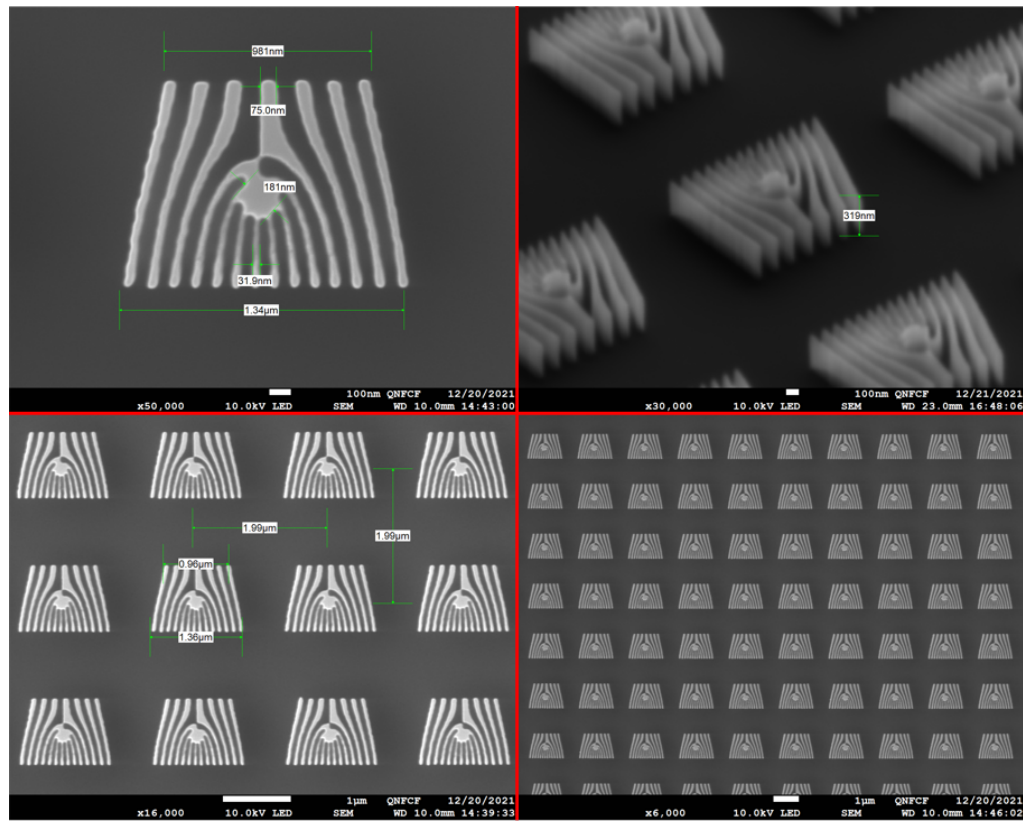 981nm
75.0nm
181nm
31.9nm
1.34µm
100nm QNFCF 12/20/2021
x50,000 10.0kV LED SEM WD 10.0mm 14:43:00
319nm
100nm QNFCF 12/21/2021
x30,000 10.0kV LED SEM WD 23.0mm 16:48:06
1.99µm
1.99µm
0.96µm
1.36µm
1µm QNFCF 12/20/2021
x16,000 10.0kV LED SEM WD 10.0mm 14:39:33
1µm QNFCF 12/20/2021
x6,000 10.0kV LED SEM WD 10.0mm 14:46:02